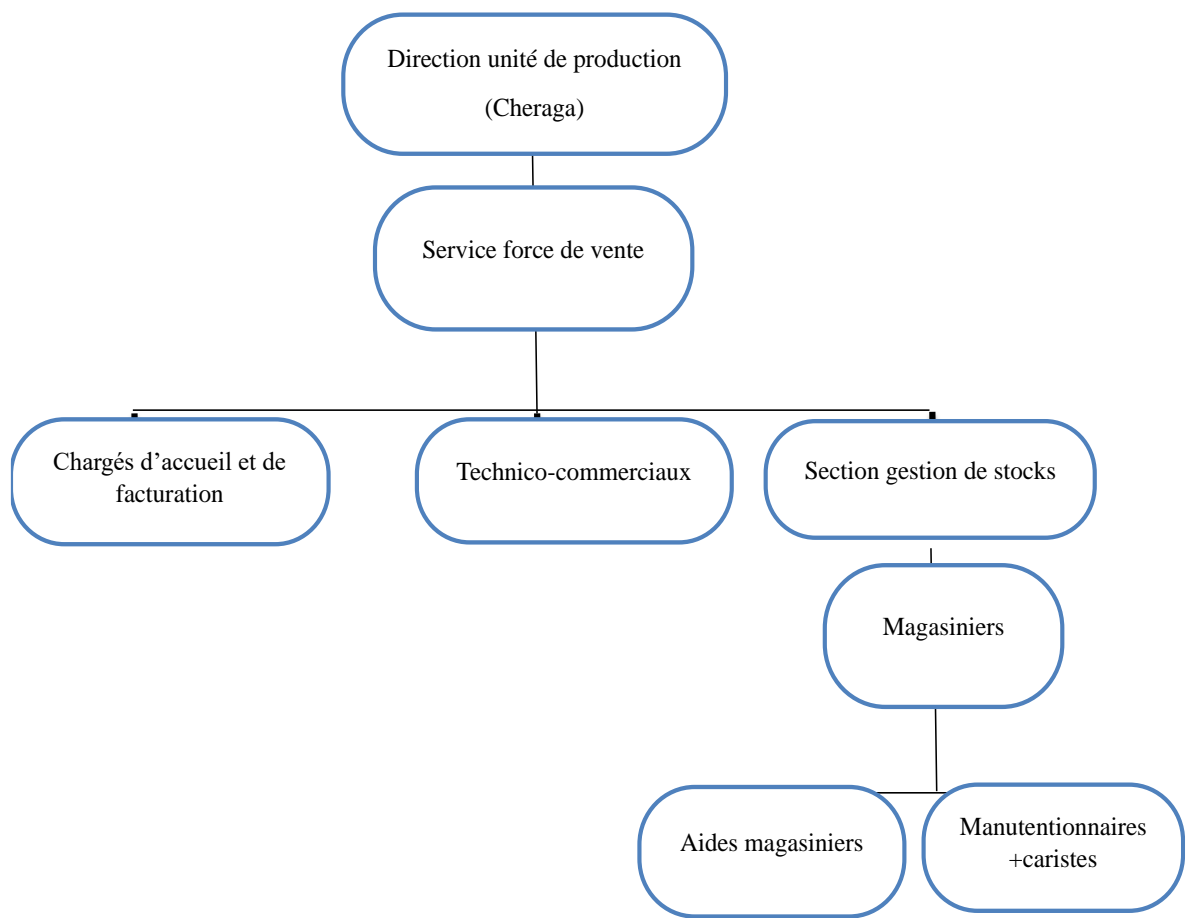 Direction unité de production
(Cheraga)
Service force de vente
Chargés d’accueil et de
facturation
Technico-commerciaux
Section gestion de stocks
Magasiniers
Aides magasiniers
Manutentionnaires
+caristes